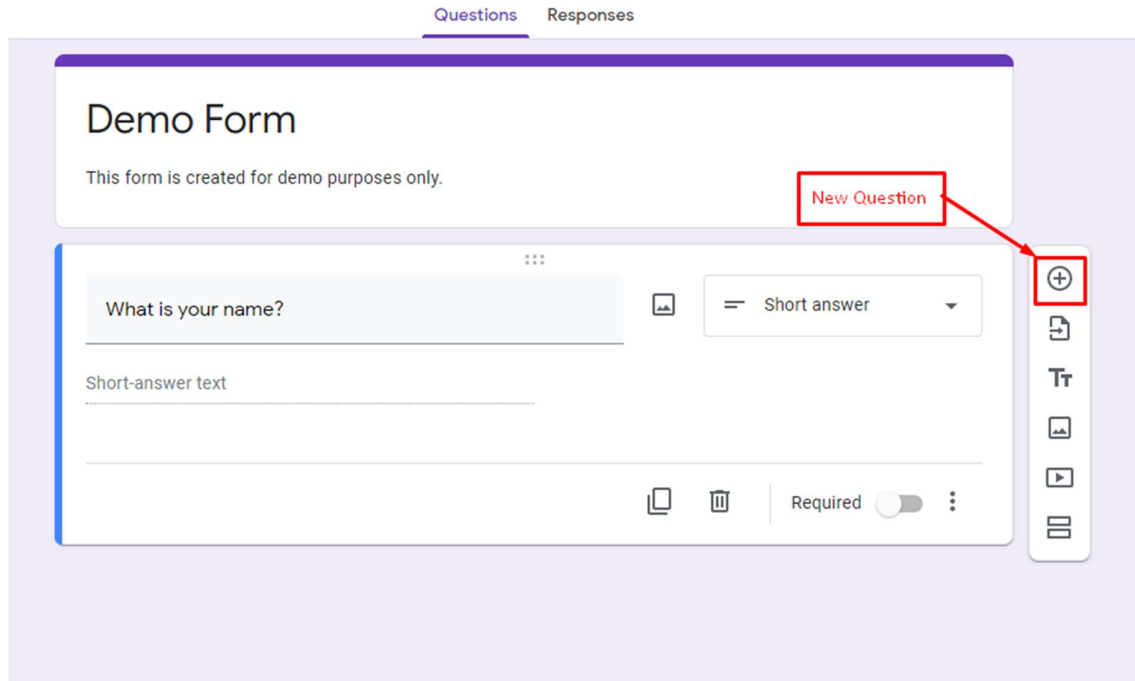 Questions Responses
Demo Form
This form is created for demo purposes only.
New Question
What is your name?
Short answer
Short-answer text
Required